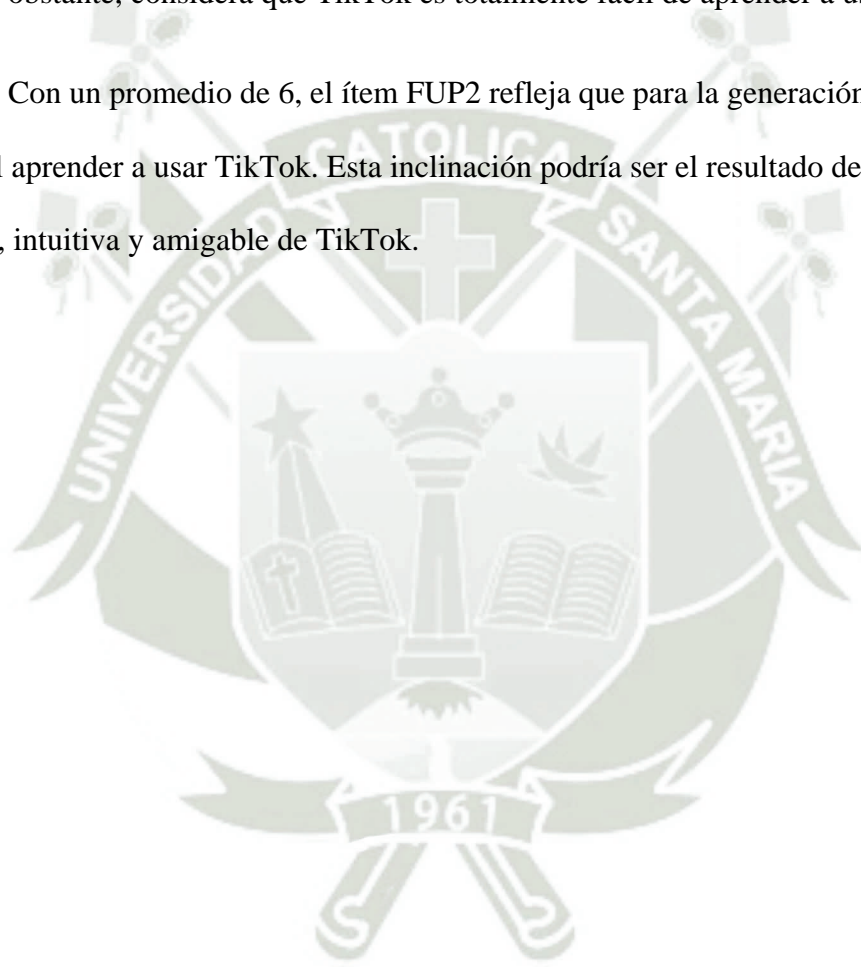 obstante, considera que TikTok es totalmente fácil de aprender a
Con un promedio de 6, el ítem FUP2 refleja que para la generación
aprender a usar TikTok. Esta inclinación podría ser el resultado de
, intuitiva y amigable de TikTok.
UNIVERSIDAD CATOLICA SANTA MARIA
1961